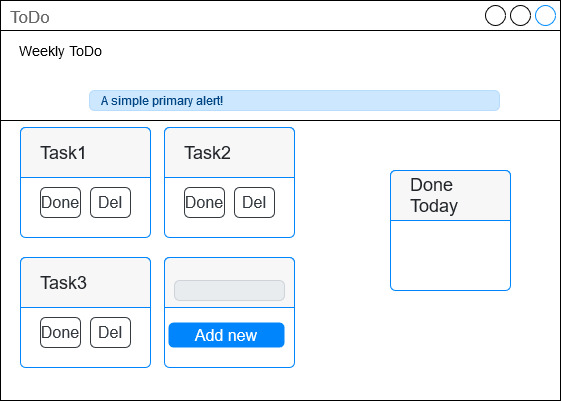 ToDo
Weekly ToDo
A simple primary alert!
Task1
Done Del
Task2
Done Del
Task3
Done Del
Add new
Done
Today